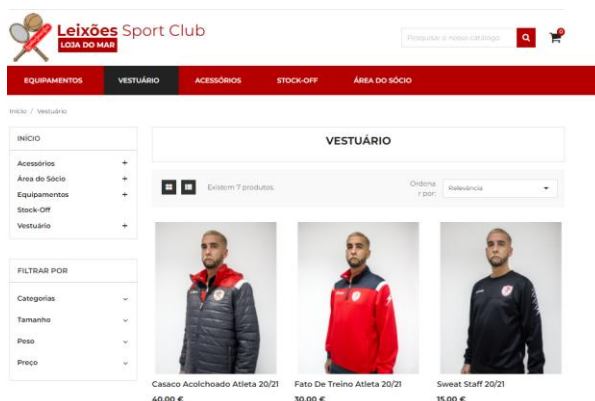 Leixões Sport Club
LOJA DO MAR
Pesquisar o nosso catálogo
0
EQUIPAMENTOS
VESTUÁRIO
ACESSÓRIOS
STOCK-OFF
ÁREA DO SÓCIO
Início / Vestuário
INÍCIO
Acessórios +
Área do Sócio +
Equipamentos +
Stock-Off
Vestuário +
FILTRAR POR
Categorias
Tamanho
Peso
Preço
VESTUÁRIO
Existem 7 produtos.
Ordena
r por:
Relevância
Casaco Acolchoado Atleta 20/21
40,00 €
Fato De Treino Atleta 20/21
30,00 €
Sweat Staff 20/21
15,00 €